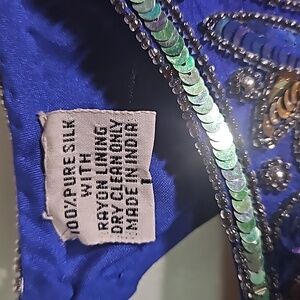 100% PURE SILK
WITH
RAYON LINING
DRY CLEAN ONLY
MADE IN INDIA
L